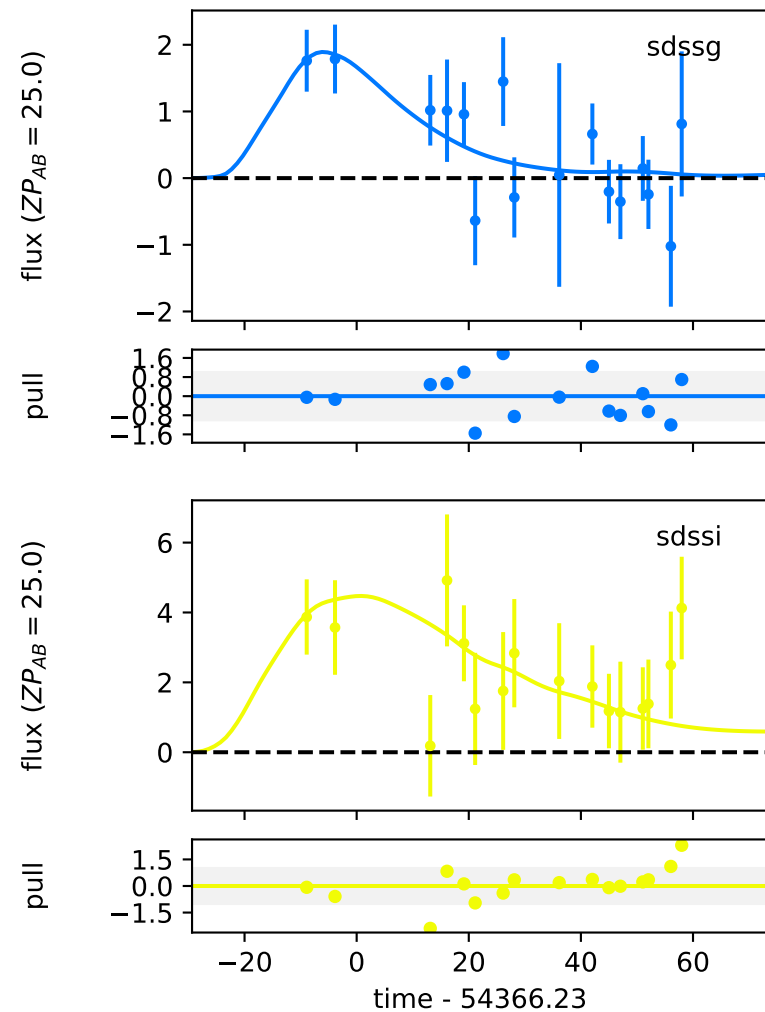 sdssg
flux (ZP_AB = 25.0)
2
1
0
−1
−2
pull
1.6
0.8
0.0
−0.8
−1.6
sdssi
flux (ZP_AB = 25.0)
6
4
2
0
pull
1.5
0.0
−1.5
−20 0 20 40 60
time - 54366.23